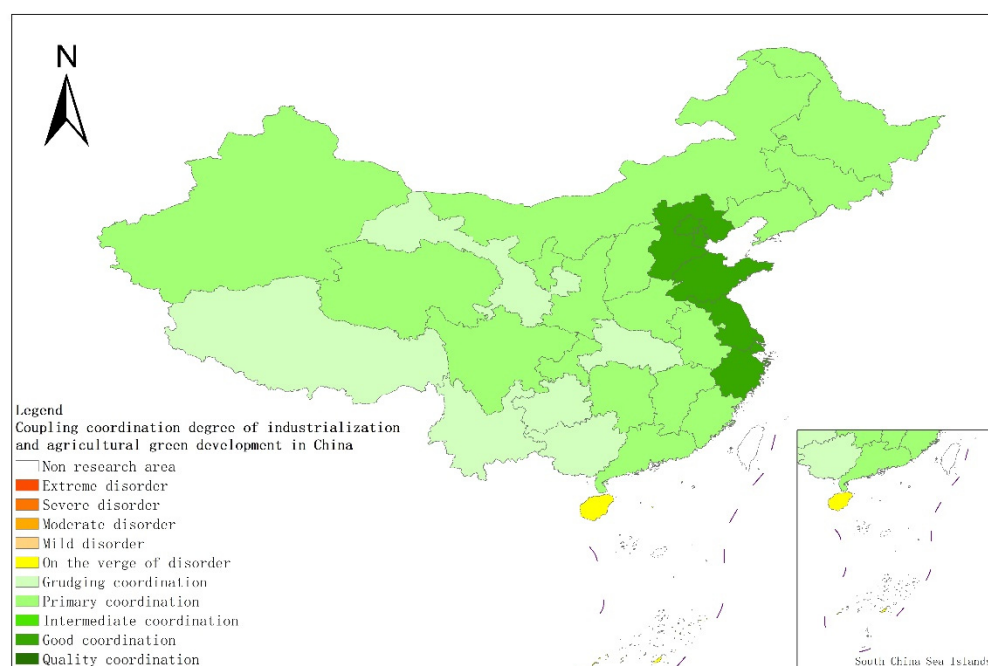 N
Legend
Coupling coordination degree of industrialization
and agricultural green development in China
Non research area
Extreme disorder
Severe disorder
Moderate disorder
Mild disorder
On the verge of disorder
Grudging coordination
Primary coordination
Intermediate coordination
Good coordination
Quality coordination
South China Sea Islands